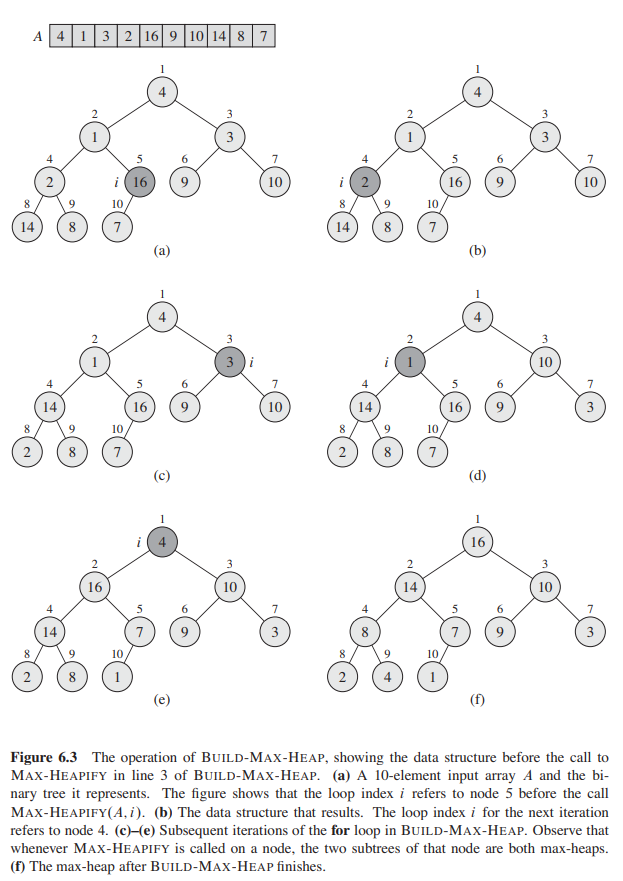 A 4 1 3 2 16 9 10 14 8 7
1 1
4 4
2 3 2 3
1 3 1 3
4 5 6 7 4 5 6 7
2 i 16 9 10 i 2 16 9 10
8 9 10 8 9 10
14 8 7 14 8 7
(a) (b)
1 1
4 4
2 3 2 3
1 3 i i 1 10
4 5 6 7 4 5 6 7
14 16 9 10 14 16 9 3
8 9 10 8 9 10
2 8 7 2 8 7
(c) (d)
1 1
i 4 16
2 3 2 3
16 10 14 10
4 5 6 7 4 5 6 7
14 7 9 3 8 7 9 3
8 9 10 8 9 10
2 8 1 2 4 1
(e) (f)
Figure 6.3 The operation of BUILD-MAX-HEAP, showing the data structure before the call to
MAX-HEAPIFY in line 3 of BUILD-MAX-HEAP. (a) A 10-element input array A and the bi-
nary tree it represents. The figure shows that the loop index i refers to node 5 before the call
MAX-HEAPIFY(A, i). (b) The data structure that results. The loop index i for the next iteration
refers to node 4. (c)–(e) Subsequent iterations of the for loop in BUILD-MAX-HEAP. Observe that
whenever MAX-HEAPIFY is called on a node, the two subtrees of that node are both max-heaps.
(f) The max-heap after BUILD-MAX-HEAP finishes.